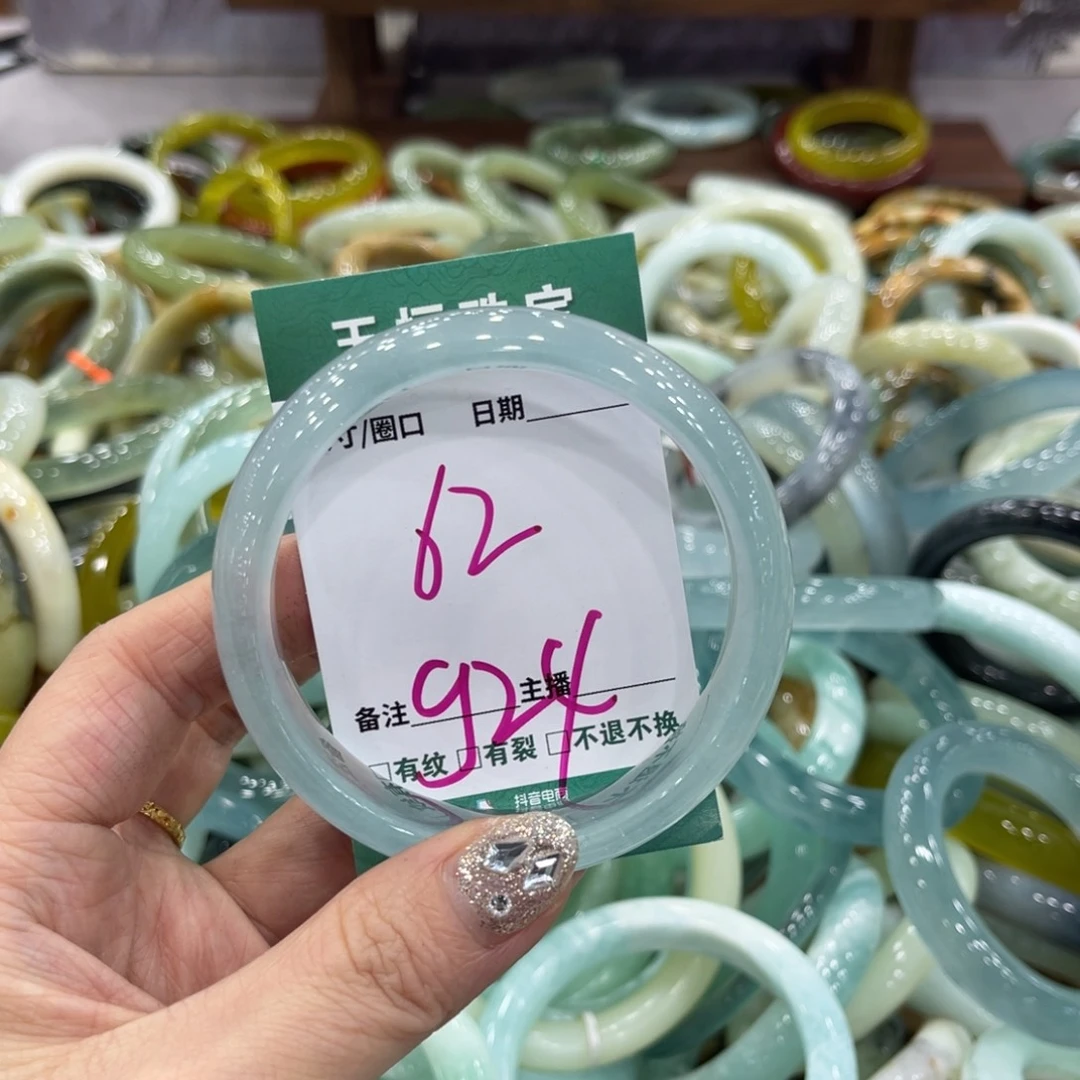 寸/圈口 日期
62
924
备注 主播
□有纹 □有裂 □不退不换
抖音电商